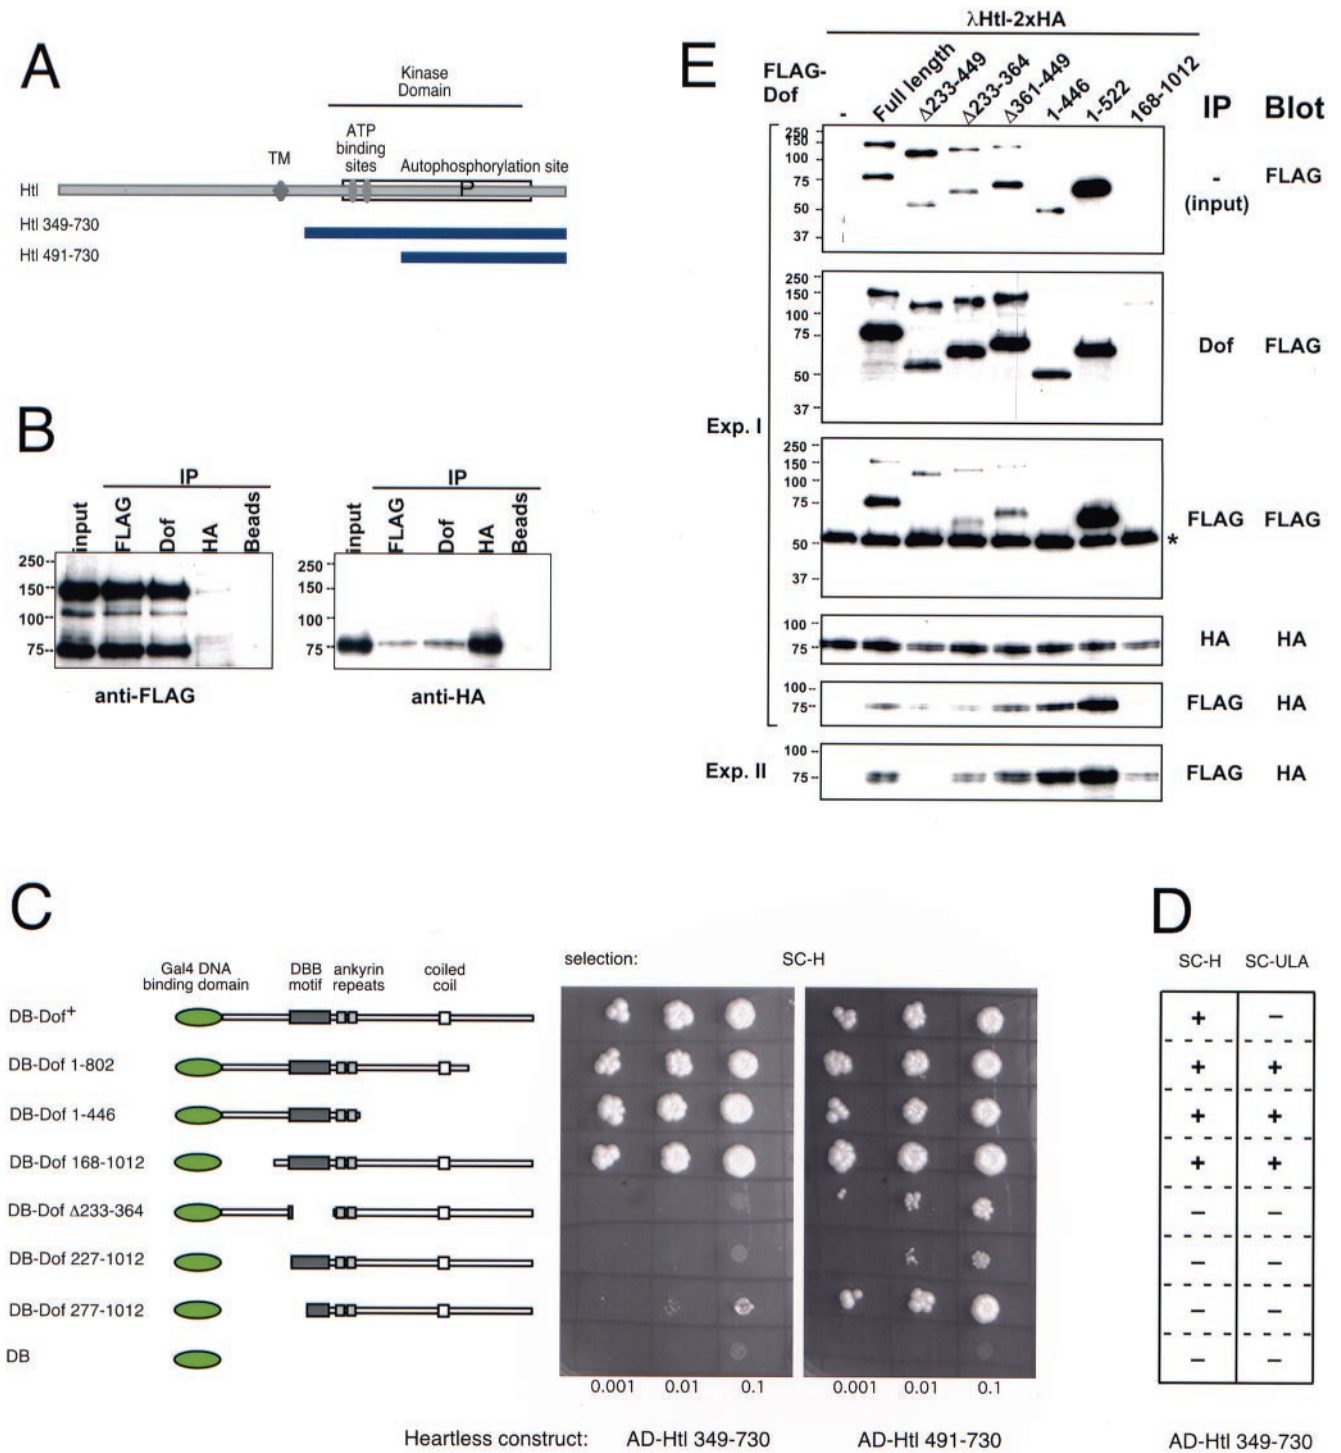 A
Kinase
Domain
ATP
binding
sites
TM
Autophosphorylation site
Htl
P
Htl 349-730
Htl 491-730
B
IP
input
FLAG
Dof
HA
Beads
250
150
100
75
anti-FLAG
IP
input
FLAG
Dof
HA
Beads
250
150
100
75
anti-HA
E
λHtl-2xHA
FLAG-
Dof
-
Full length
Δ233-449
Δ233-364
Δ361-449
1-446
1-522
168-1012
IP
Blot
Exp. I
250
150
100
75
50
37
-
(input)
FLAG
250
150
100
75
50
37
Dof
FLAG
250
150
100
75
50
37
*
FLAG
FLAG
100
75
HA
HA
100
75
FLAG
HA
Exp. II
100
75
FLAG
HA
C
Gal4 DNA
binding domain
DBB
motif
ankyrin
repeats
coiled
coil
selection:
SC-H
DB-Dof+
DB-Dof 1-802
DB-Dof 1-446
DB-Dof 168-1012
DB-Dof Δ233-364
DB-Dof 227-1012
DB-Dof 277-1012
DB
0.001 0.01 0.1
0.001 0.01 0.1
Heartless construct: AD-Htl 349-730 AD-Htl 491-730
D
SC-H SC-ULA
+ −
+ +
+ +
+ +
− −
− −
− −
− −
AD-Htl 349-730